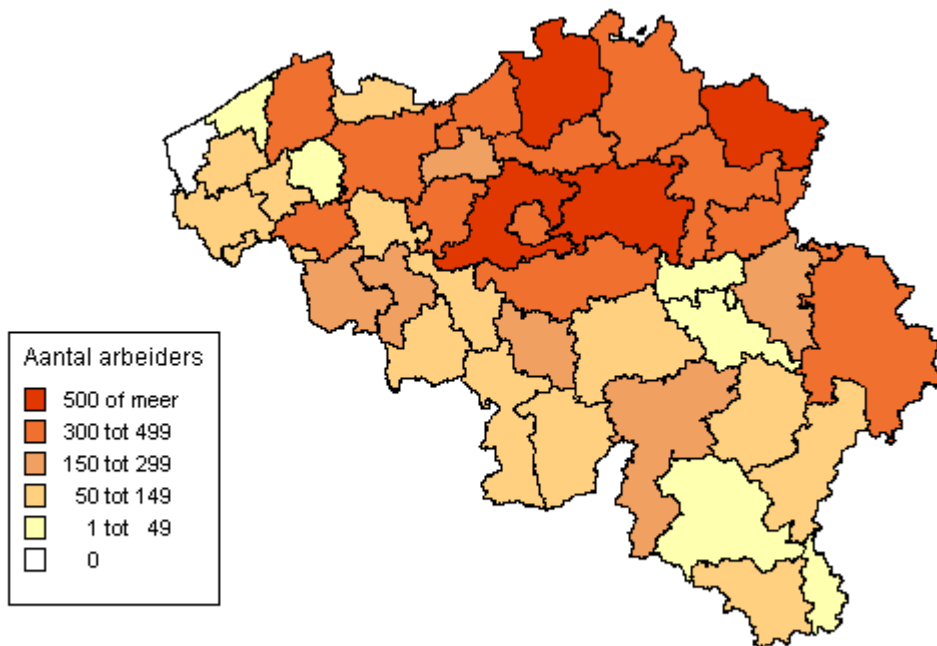 Aantal arbeiders
500 of meer
300 tot 499
150 tot 299
50 tot 149
1 tot 49
0